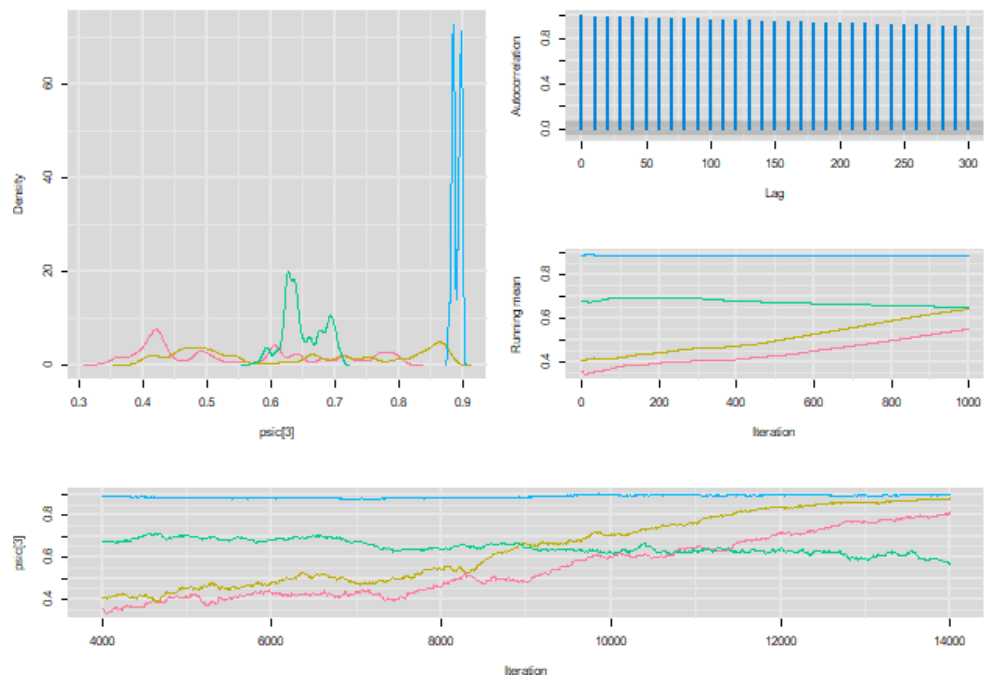 Density
0 20 40 60
0.3 0.4 0.5 0.6 0.7 0.8 0.9
psic[3]
Autocorrelation
0.0 0.4 0.8
0 50 100 150 200 250 300
Lag
Running mean
0.4 0.6 0.8
0 200 400 600 800 1000
Iteration
psic[3]
0.4 0.6 0.8
4000 6000 8000 10000 12000 14000
Iteration